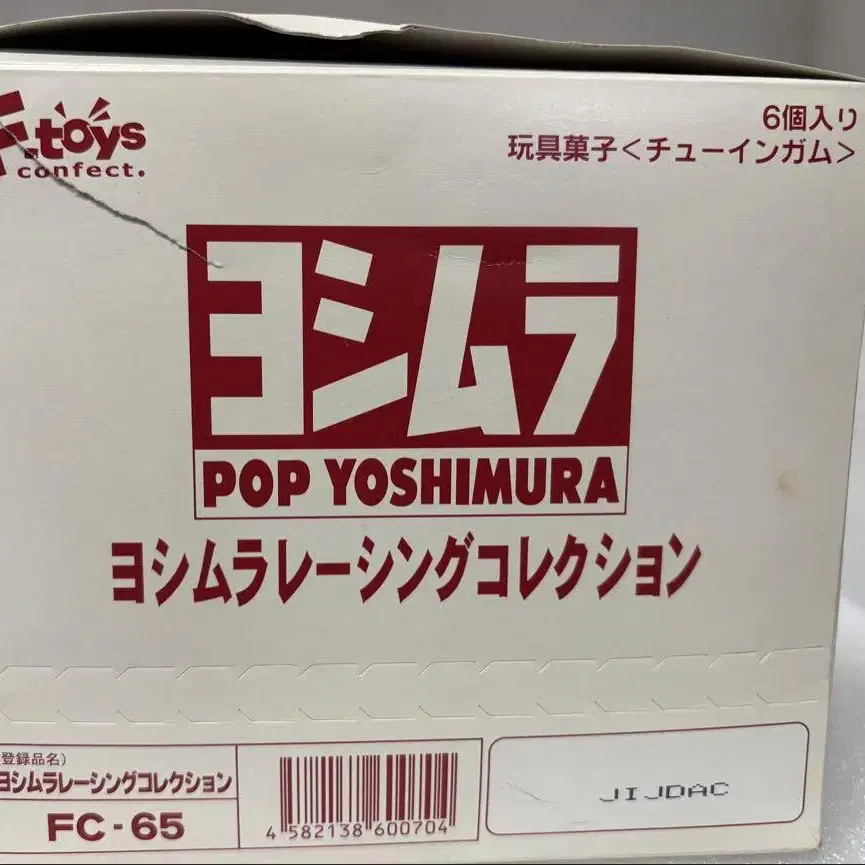 F-toys
confect.
6個入り
玩具菓子<チューインガム>
ヨシムラ
POP YOSHIMURA
ヨシムラレーシングコレクション
登録品名)
ヨシムラレーシングコレクション
FC-65
4 582138 600704
JIJDAC